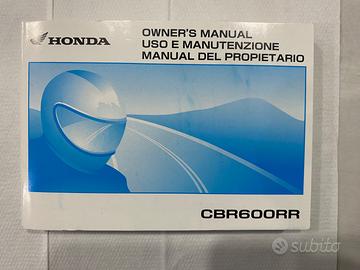 HONDA
OWNER'S MANUAL
USO E MANUTENZIONE
MANUAL DEL PROPIETARIO
CBR600RR
subito